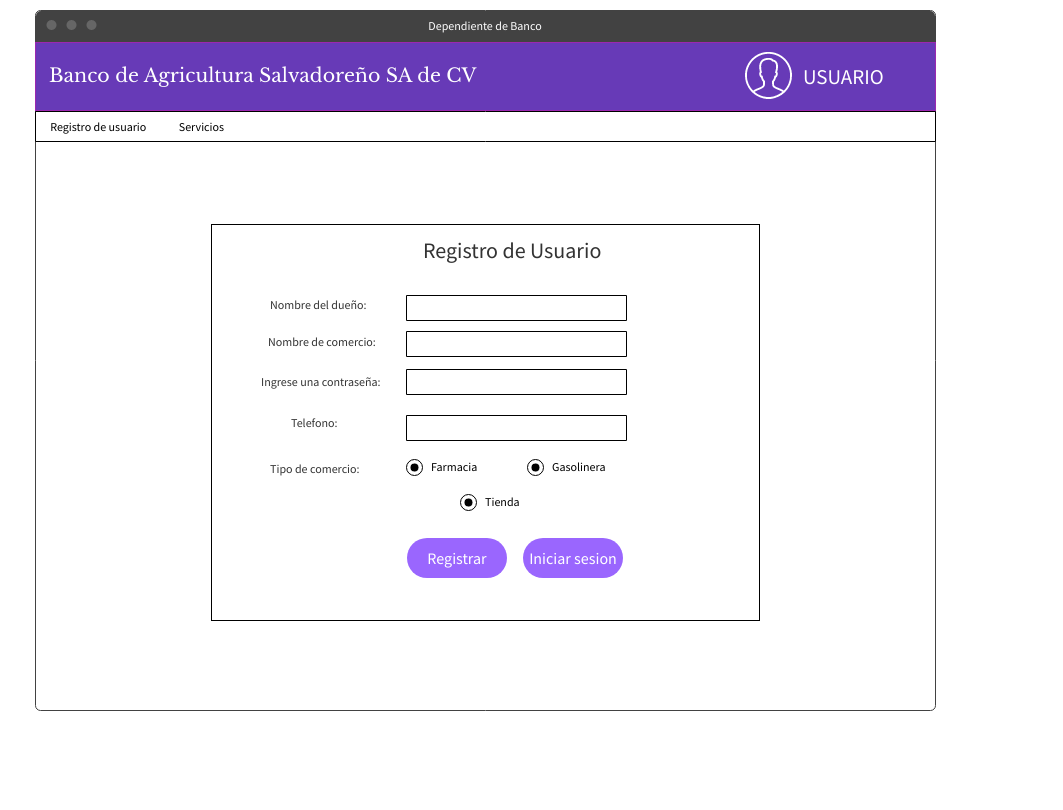 Dependiente de Banco
Banco de Agricultura Salvadoreño SA de CV
USUARIO
Registro de usuario
Servicios
Registro de Usuario
Nombre del dueño:
Nombre de comercio:
Ingrese una contraseña:
Telefono:
Tipo de comercio:
Farmacia
Gasolinera
Tienda
Registrar
Iniciar sesion